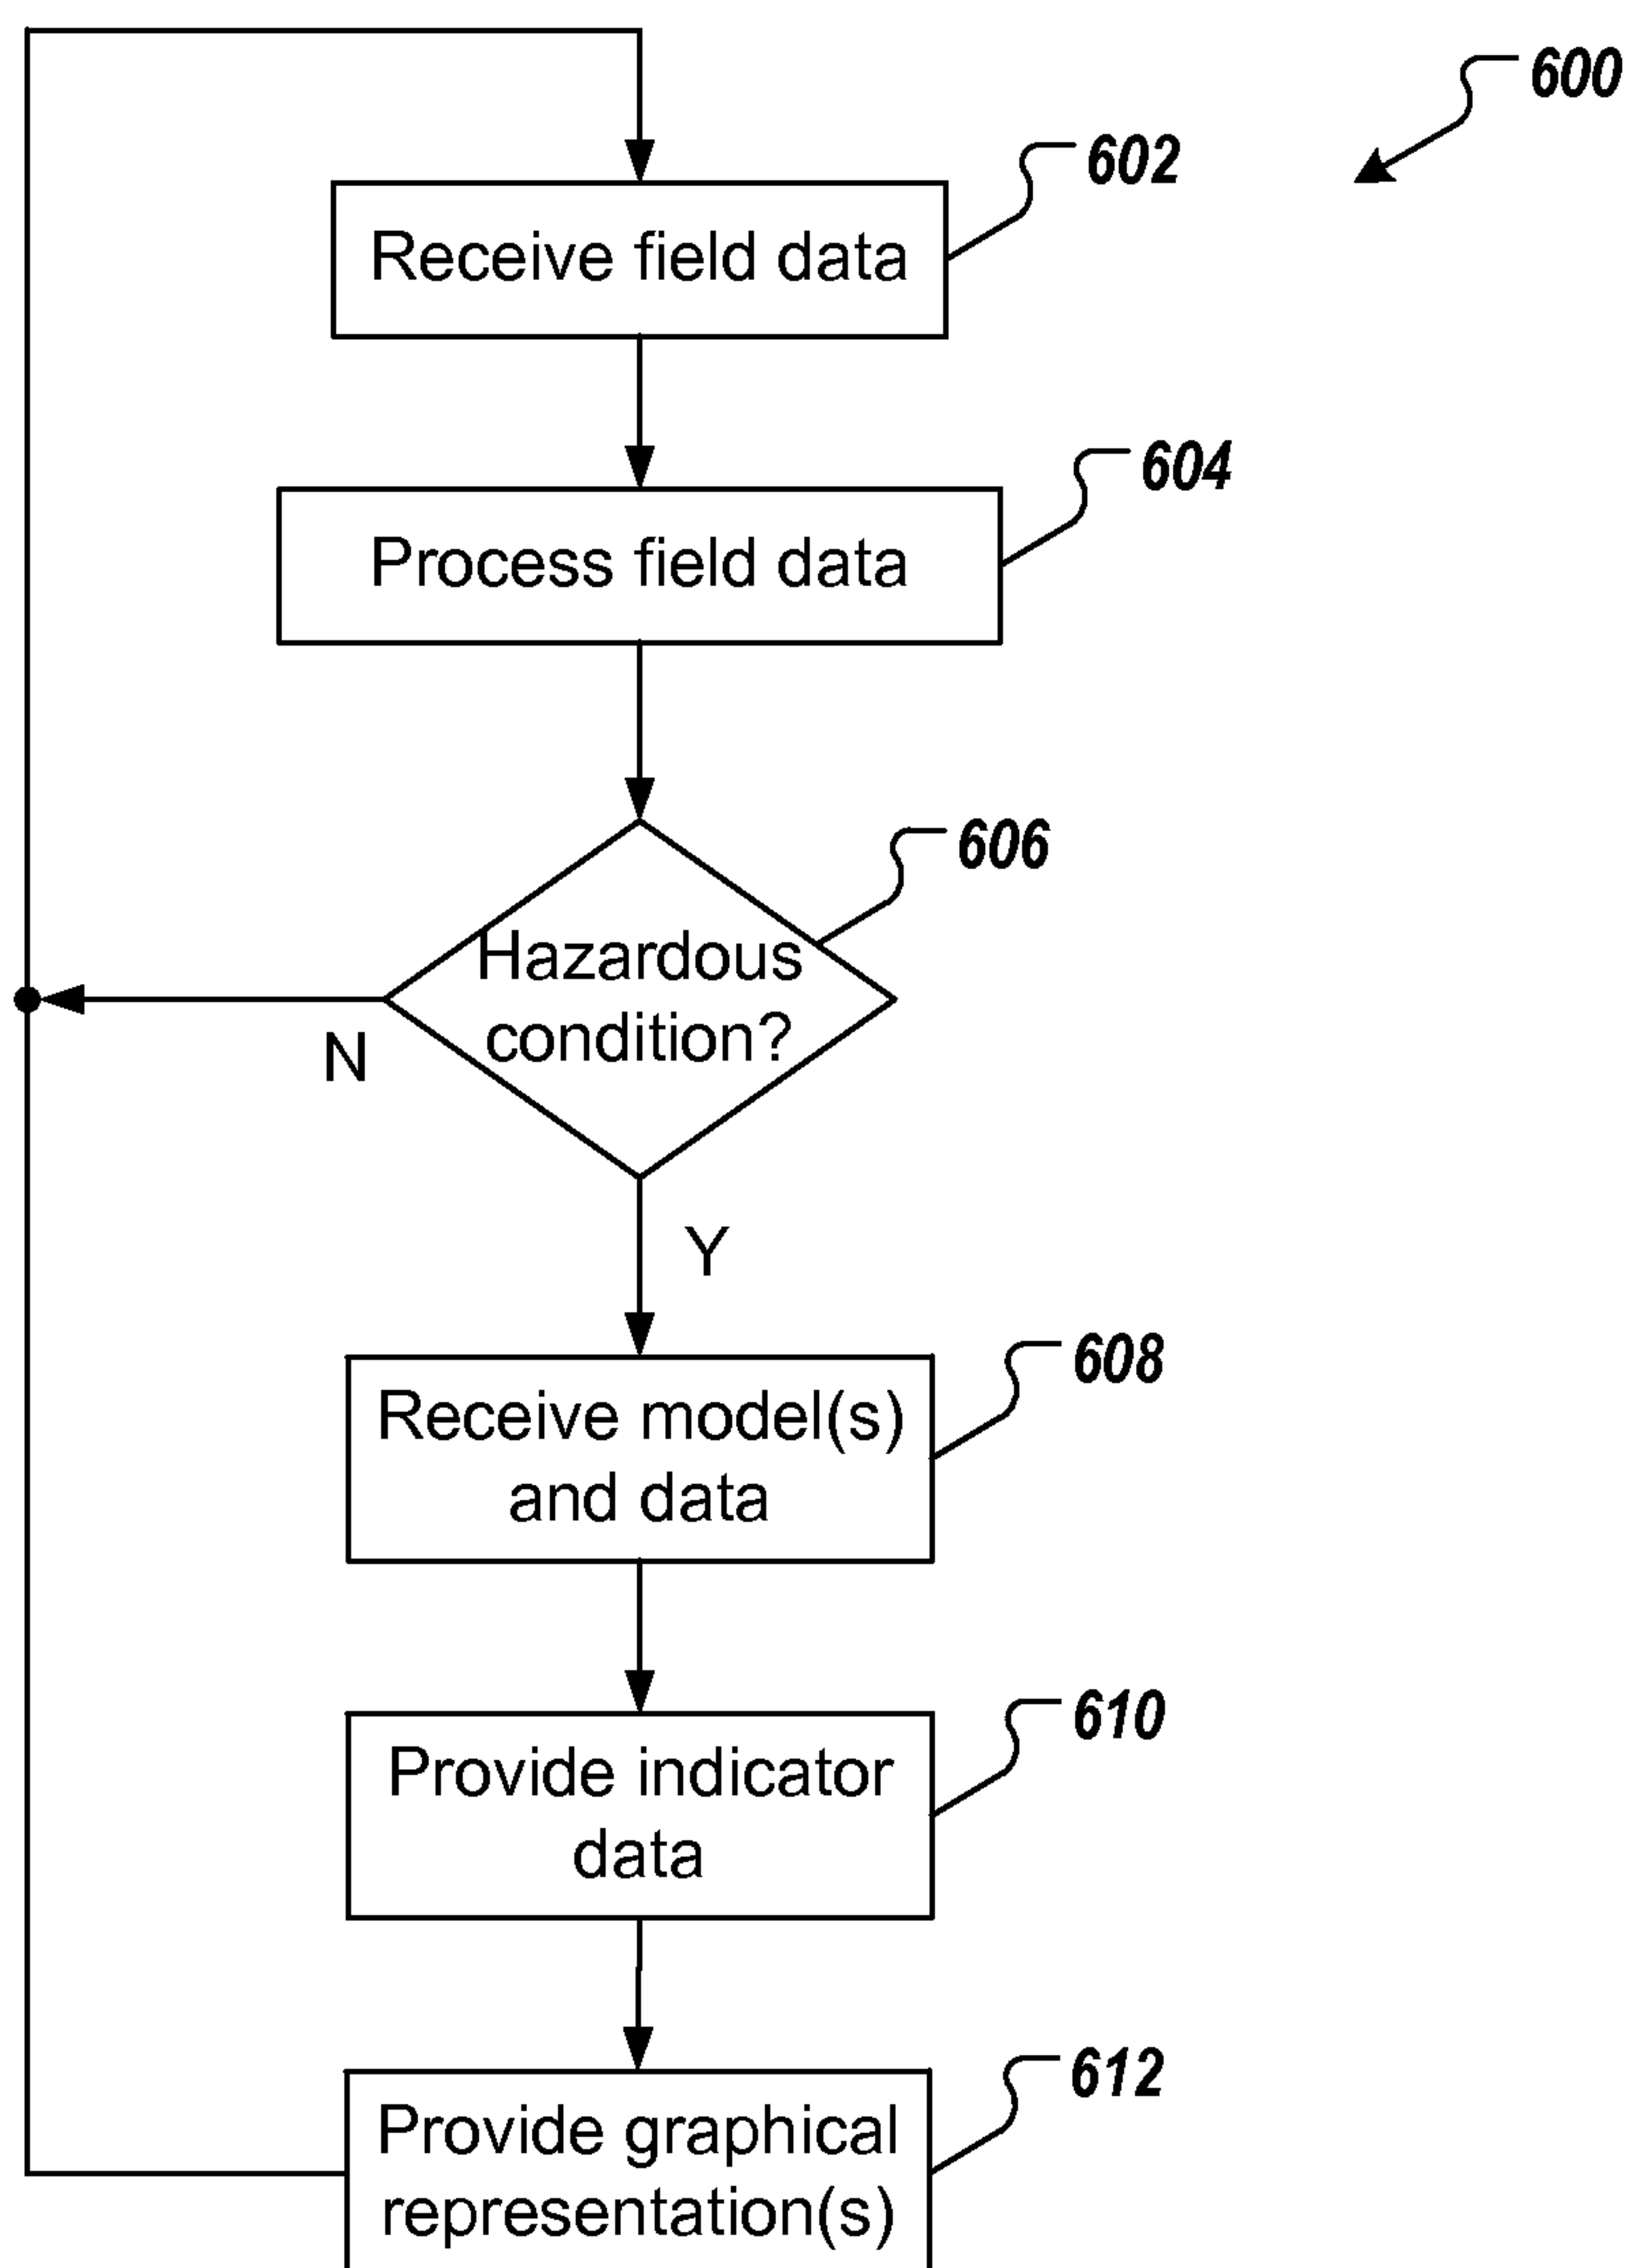 600
602
Receive field data
604
Process field data
606
Hazardous
condition?
N
Y
608
Receive model(s)
and data
610
Provide indicator
data
612
Provide graphical
representation(s)